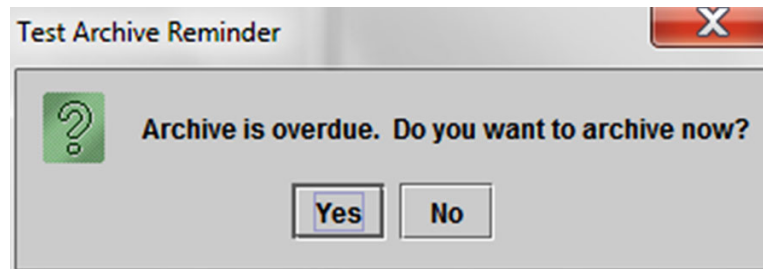 Test Archive Reminder
Archive is overdue.  Do you want to archive now?
Yes No